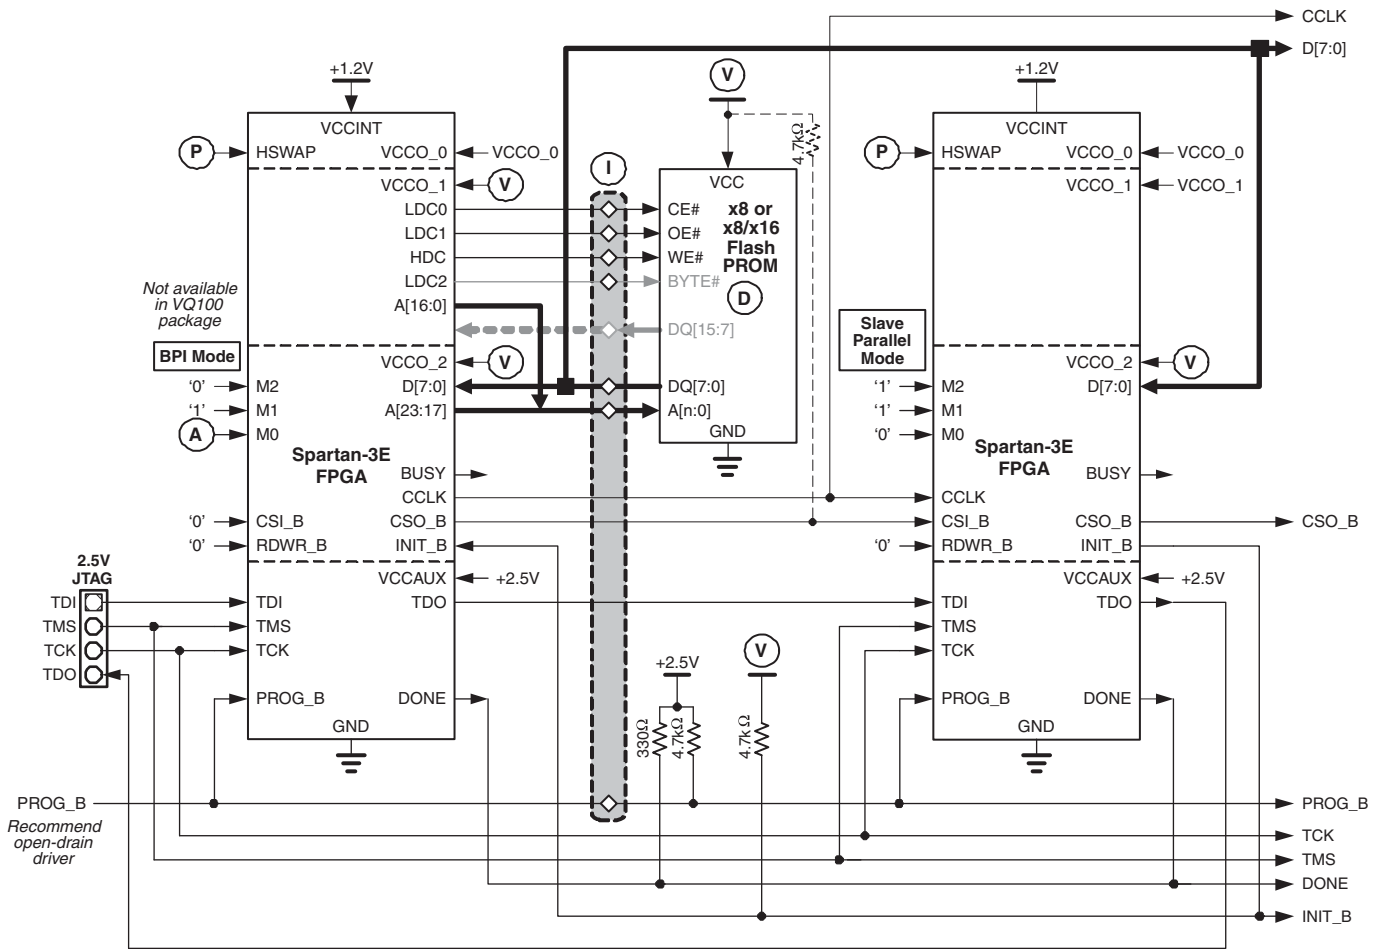 CCLK
D[7:0]
+1.2V
V
+1.2V
4.7kΩ
VCCINT
P
HSWAP
VCCO_0
VCCO_0
VCCO_1
V
I
LDC0
LDC1
HDC
LDC2
A[16:0]
Not available
in VQ100
package
BPI Mode
VCCO_2
V
'0'
M2
D[7:0]
'1'
M1
A[23:17]
A
M0
Spartan-3E
FPGA
BUSY
CCLK
'0'
CSI_B
CSO_B
'0'
RDWR_B
INIT_B
VCCAUX
+2.5V
2.5V
JTAG
TDI
TMS
TCK
TDO
TDI
TDO
TMS
TCK
PROG_B
DONE
GND
VCC
CE#
OE#
WE#
BYTE#
x8 or
x8/x16
Flash
PROM
D
DQ[15:7]
DQ[7:0]
A[n:0]
GND
VCCINT
P
HSWAP
VCCO_0
VCCO_0
VCCO_1
VCCO_1
Slave
Parallel
Mode
VCCO_2
V
'1'
M2
D[7:0]
'1'
M1
'0'
M0
Spartan-3E
FPGA
BUSY
CCLK
CSI_B
CSO_B
CSO_B
'0'
RDWR_B
INIT_B
VCCAUX
+2.5V
TDI
TDO
TMS
TCK
PROG_B
DONE
GND
+2.5V
V
330Ω
4.7kΩ
4.7kΩ
PROG_B
Recommend
open-drain
driver
PROG_B
TCK
TMS
DONE
INIT_B